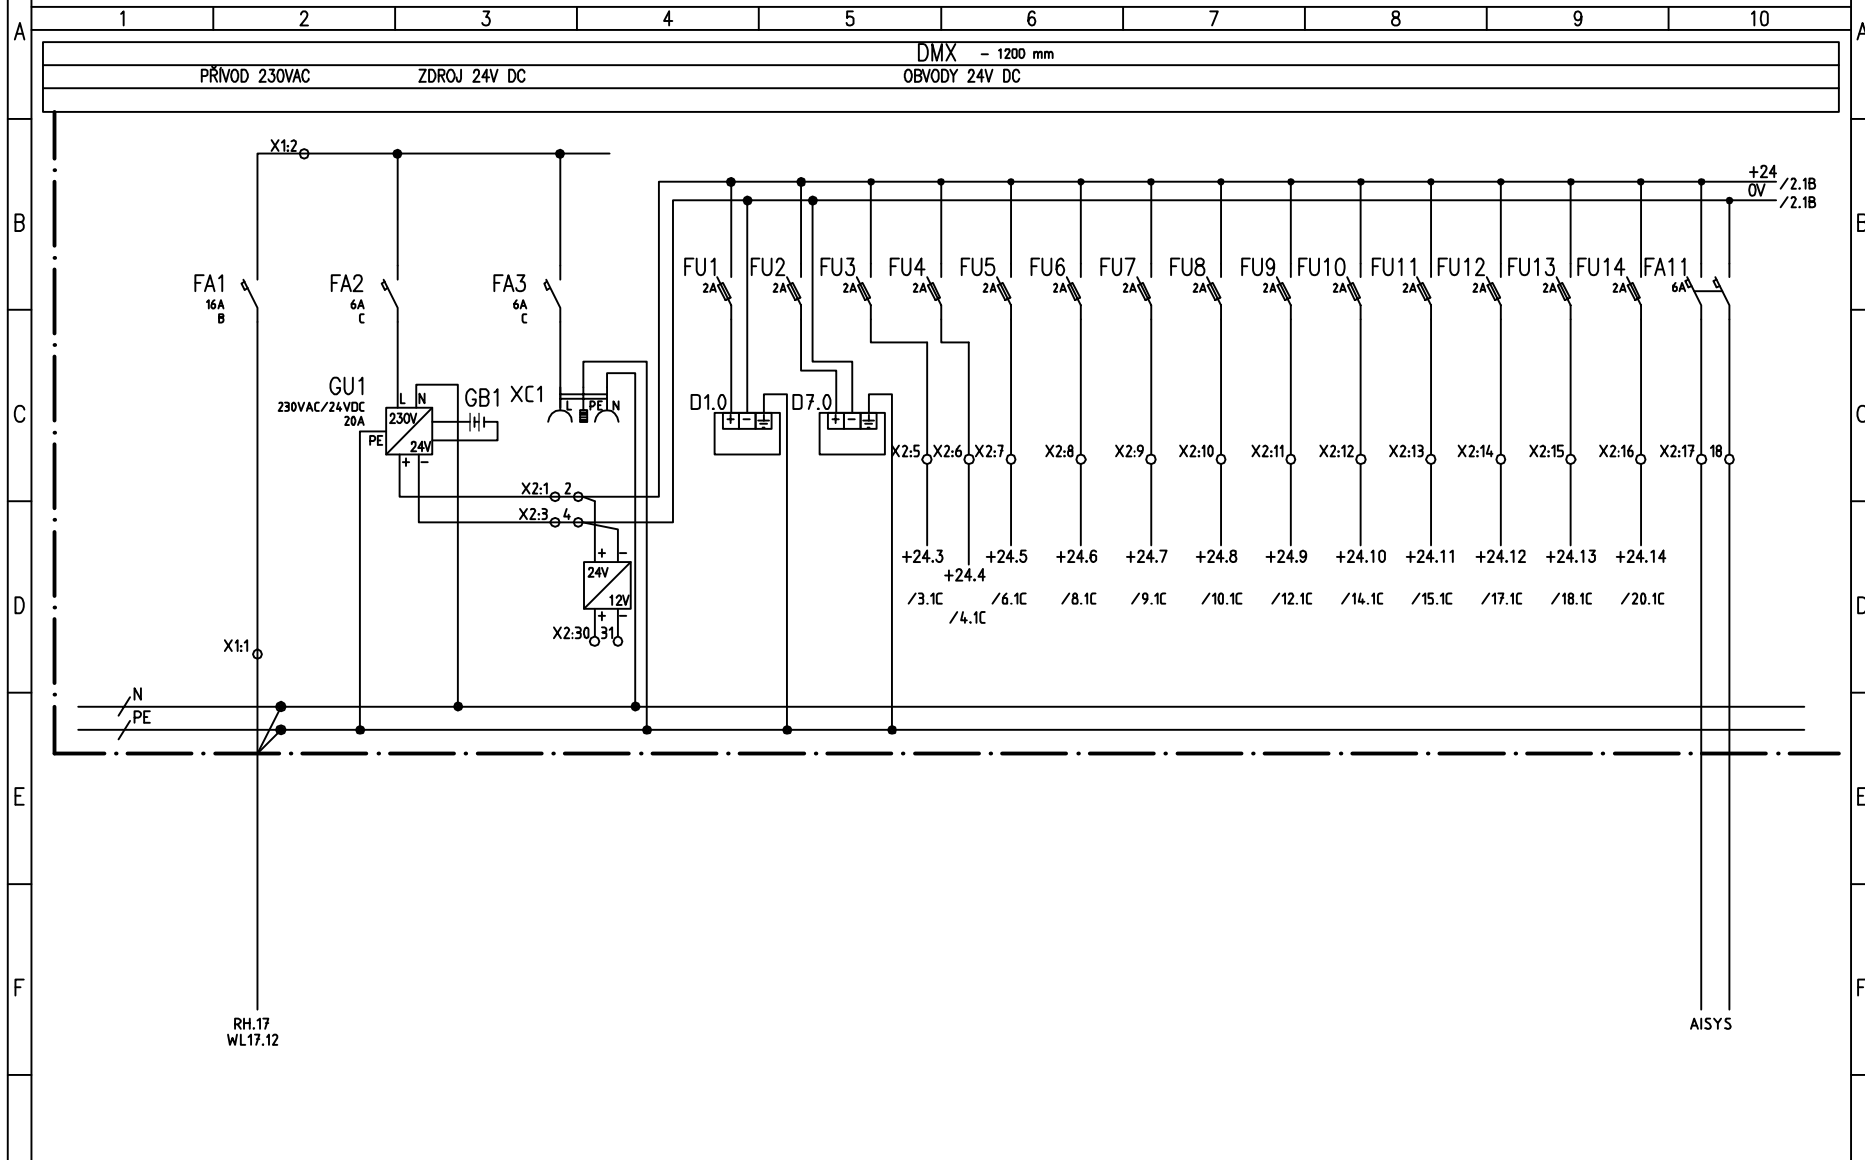 1 2 3 4 5 6 7 8 9 10
A A
DMX - 1200 mm
PŘÍVOD 230VAC ZDROJ 24V DC OBVODY 24V DC
X1:2
+24 /2.1B
0V /2.1B
B B
FU1 FU2 FU3 FU4 FU5 FU6 FU7 FU8 FU9 FU10 FU11 FU12 FU13 FU14 FA11
2A 2A 2A 2A 2A 2A 2A 2A 2A 2A 2A 2A 2A 2A 6A
FA1 FA2 FA3
16A 6A 6A
B C C
GU1 GB1 XC1
230VAC/24VDC
20A
L N L PE N
230V
24V
PE
+ -
D1.0 D7.0
+ - + -
C C
X2:5 X2:6 X2:7 X2:8 X2:9 X2:10 X2:11 X2:12 X2:13 X2:14 X2:15 X2:16 X2:17 18
X2:1 2
X2:3 4
+ -
24V
12V
+ -
X2:30 31
+24.3 +24.5 +24.6 +24.7 +24.8 +24.9 +24.10 +24.11 +24.12 +24.13 +24.14
+24.4
/3.1C /6.1C /8.1C /9.1C /10.1C /12.1C /14.1C /15.1C /17.1C /18.1C /20.1C
/4.1C
D D
X1:1
N
PE
E E
F F
RH.17
WL17.12
AISYS